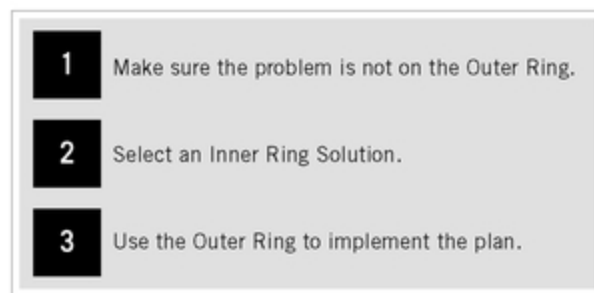 1 Make sure the problem is not on the Outer Ring.
2 Select an Inner Ring Solution.
3 Use the Outer Ring to implement the plan.